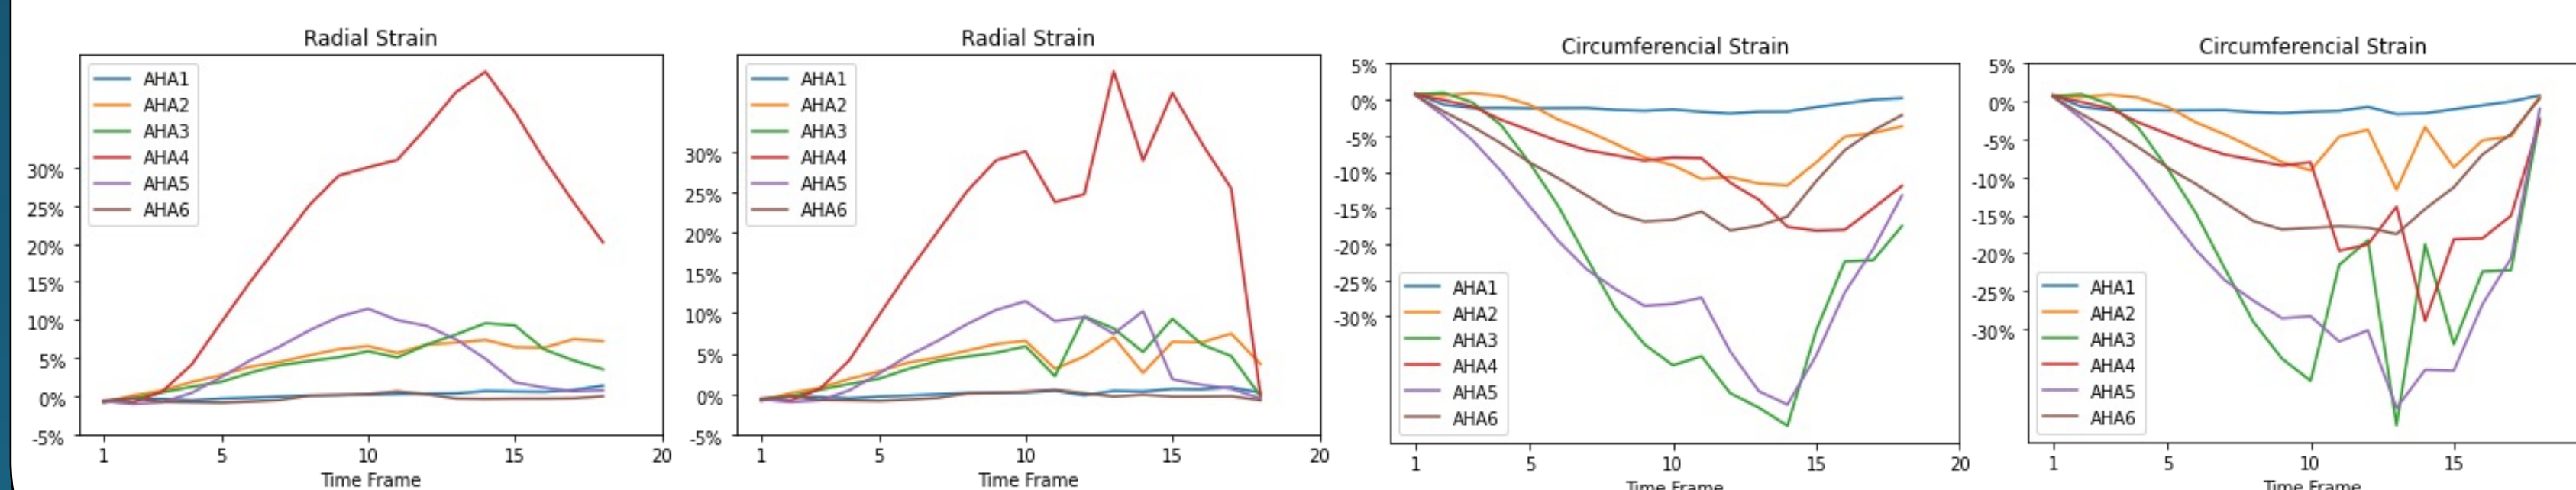 Radial Strain
AHA1
AHA2
AHA3
AHA4
AHA5
AHA6
30%
25%
20%
15%
10%
5%
0%
-5%
1 5 10 15 20
Time Frame
Radial Strain
AHA1
AHA2
AHA3
AHA4
AHA5
AHA6
30%
25%
20%
15%
10%
5%
0%
-5%
1 5 10 15 20
Time Frame
Circumferencial Strain
5%
0%
-5%
-10%
-15%
-20%
-25%
-30%
AHA1
AHA2
AHA3
AHA4
AHA5
AHA6
1 5 10 15 20
Time Frame
Circumferencial Strain
5%
0%
-5%
-10%
-15%
-20%
-25%
-30%
AHA1
AHA2
AHA3
AHA4
AHA5
AHA6
1 5 10 15
Time Frame